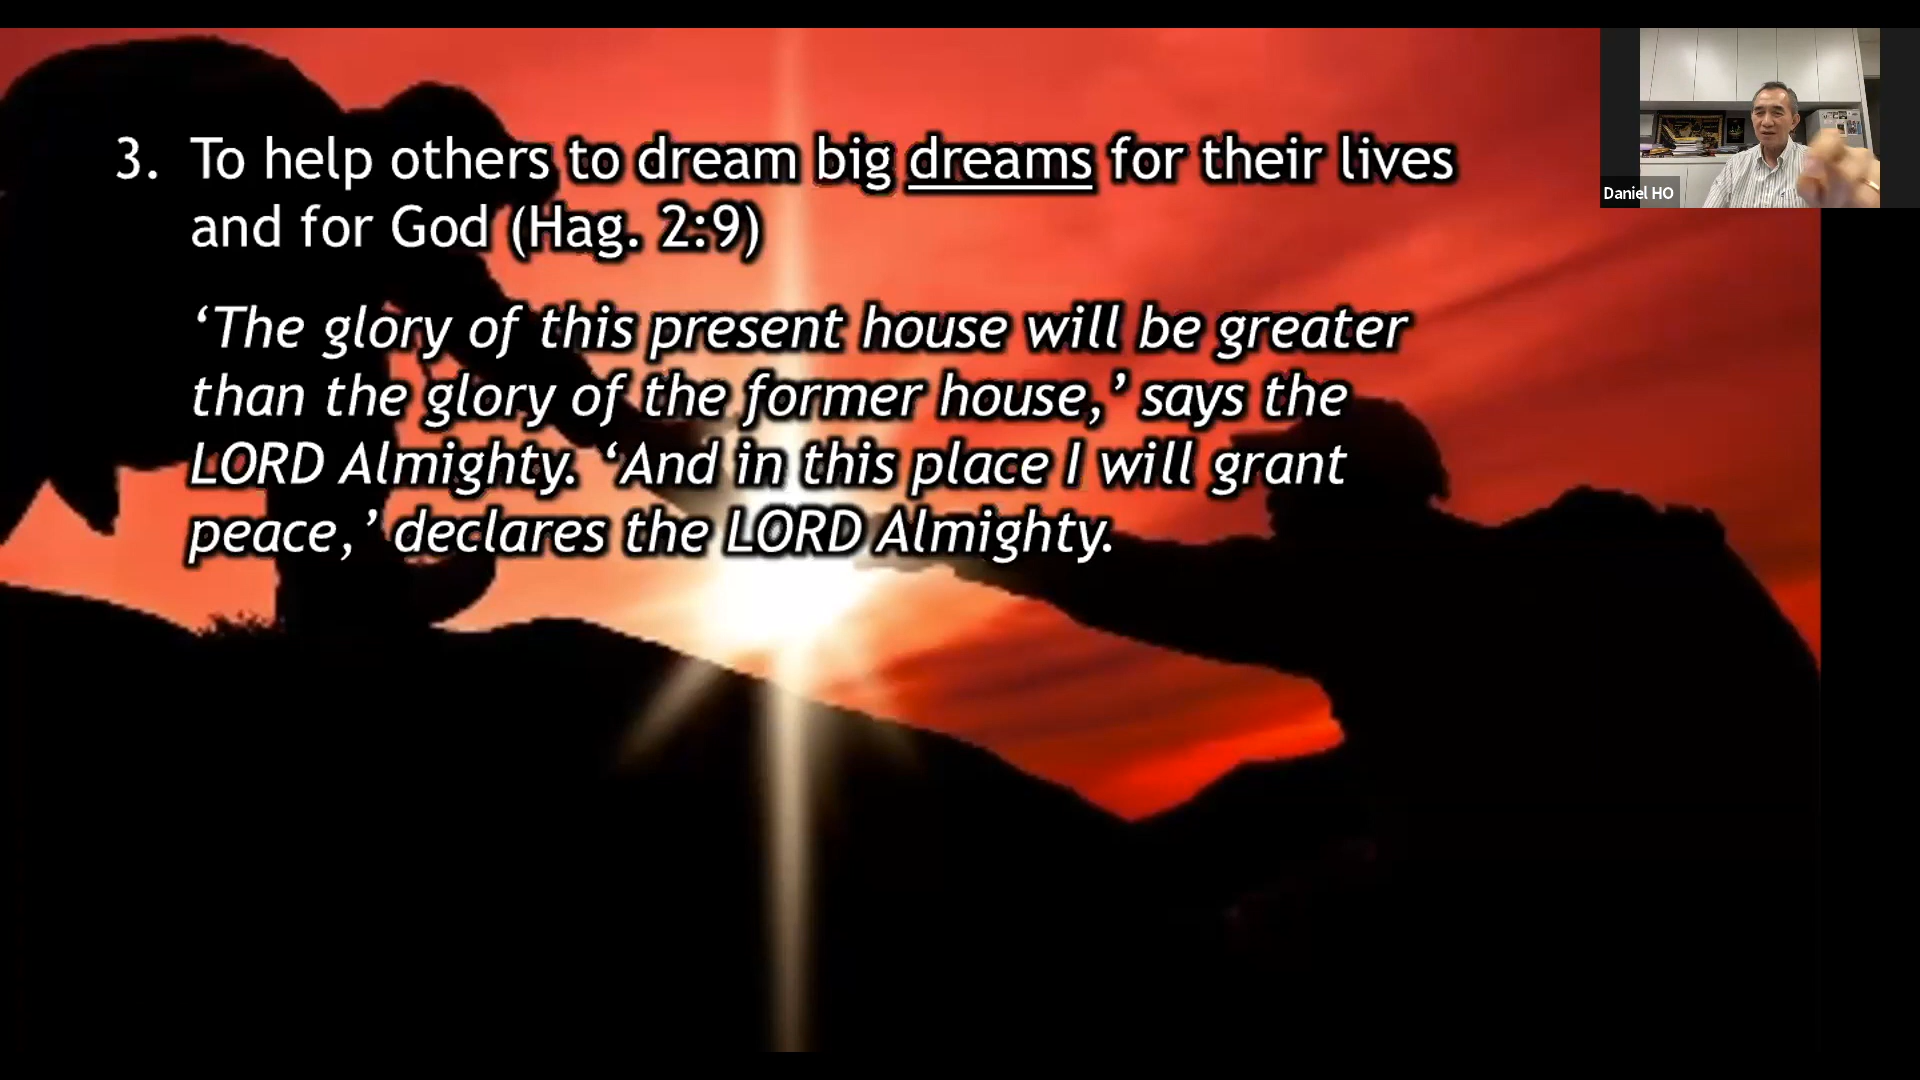 3. To help others to dream big dreams for their lives
and for God (Hag. 2:9)
‘The glory of this present house will be greater
than the glory of the former house,’ says the
LORD Almighty. ‘And in this place I will grant
peace,’ declares the LORD Almighty.
Daniel HO